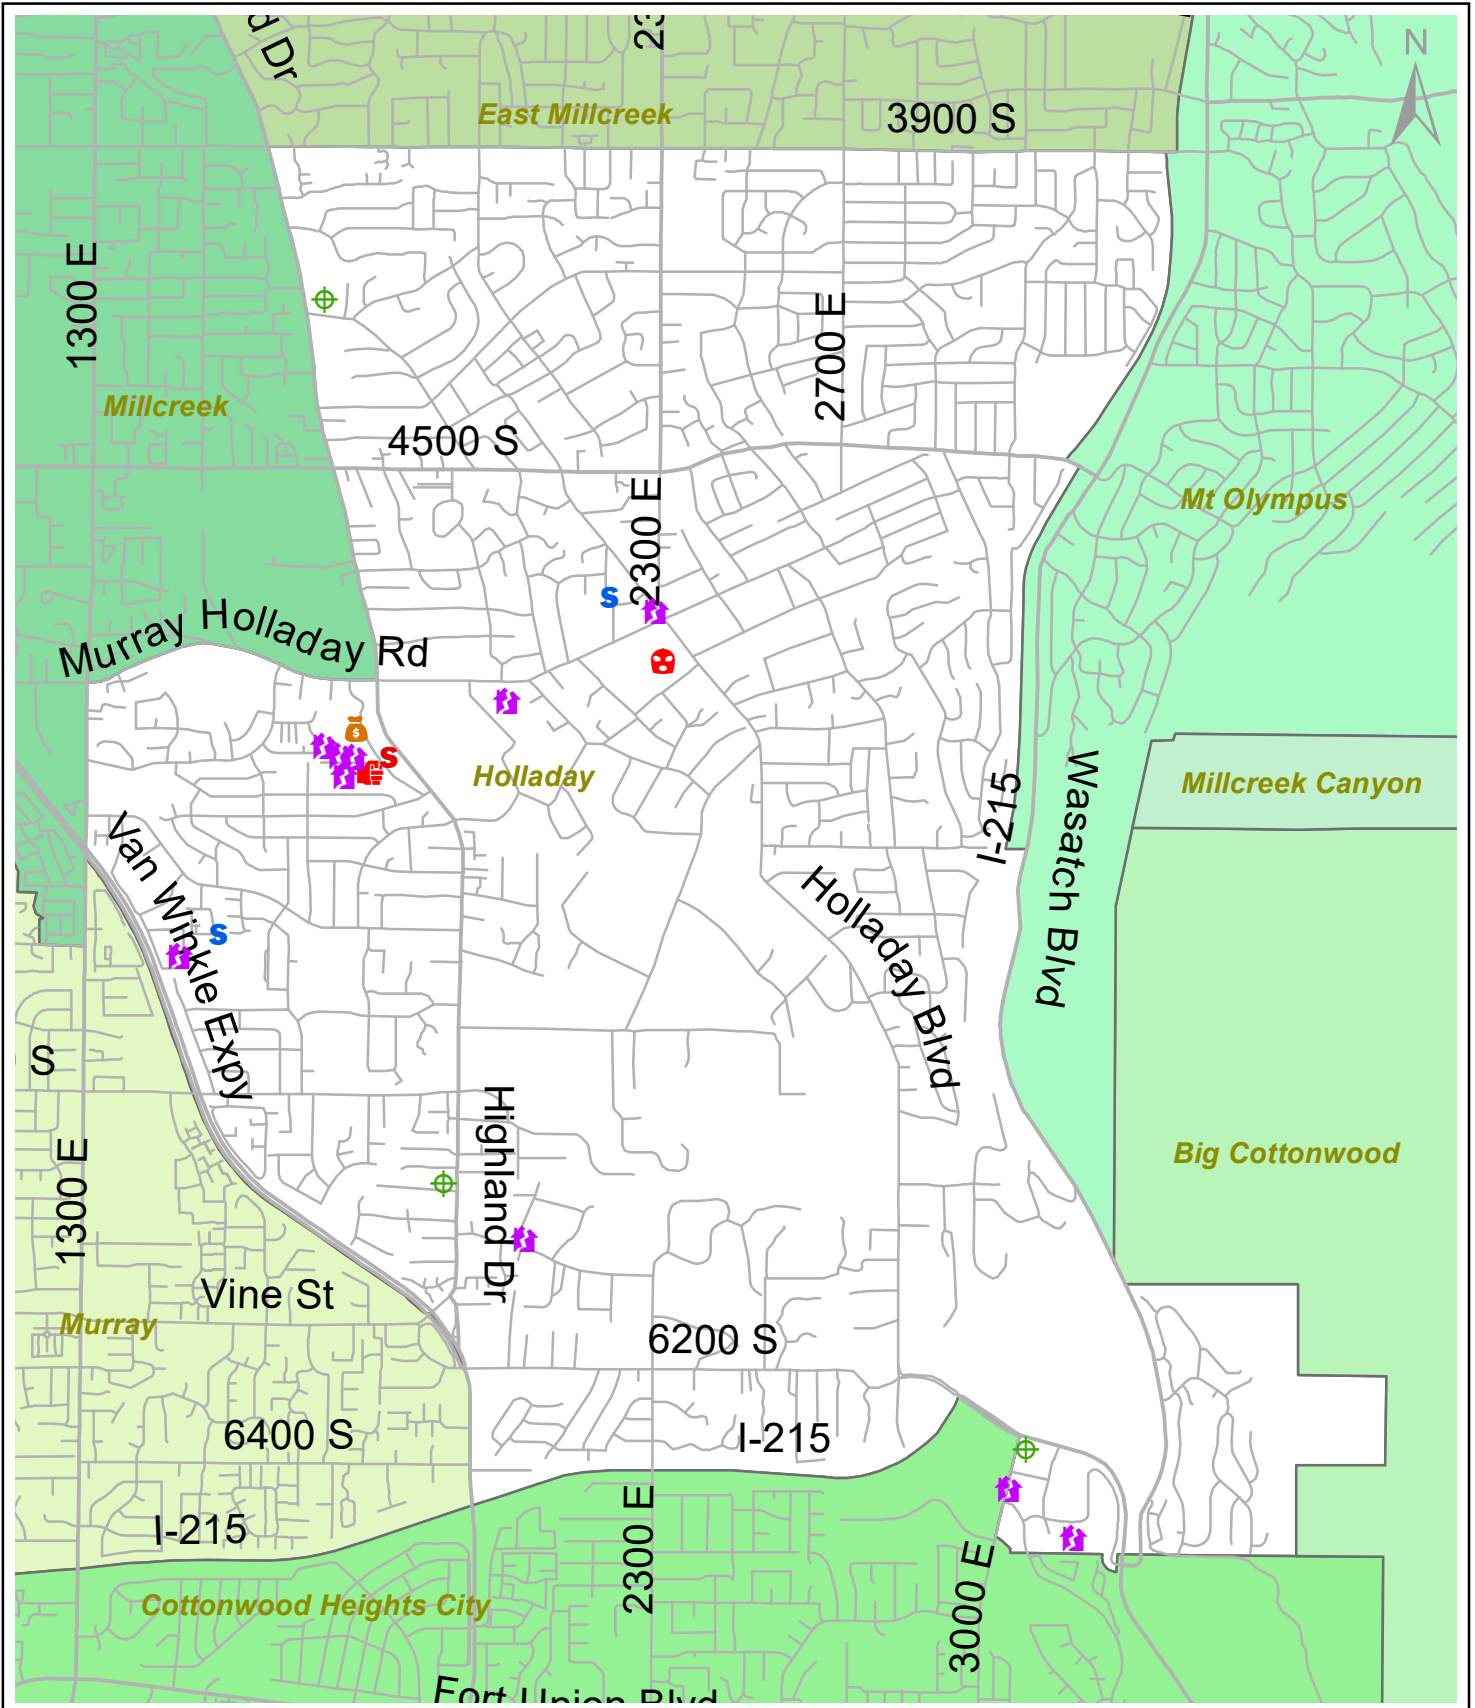 d Dr
23
N
East Millcreek
3900 S
1300 E
2700 E
Millcreek
4500 S
Mt Olympus
2300 E
S
Murray Holladay Rd
$
S
Holladay
I-215
Wasatch Blvd
Millcreek Canyon
Van Winkle Expy
Holladay Blvd
S
S
Highland Dr
1300 E
Big Cottonwood
Vine St
Murray
6200 S
6400 S
I-215
I-215
2300 E
3000 E
Cottonwood Heights City
Fort Union Blvd